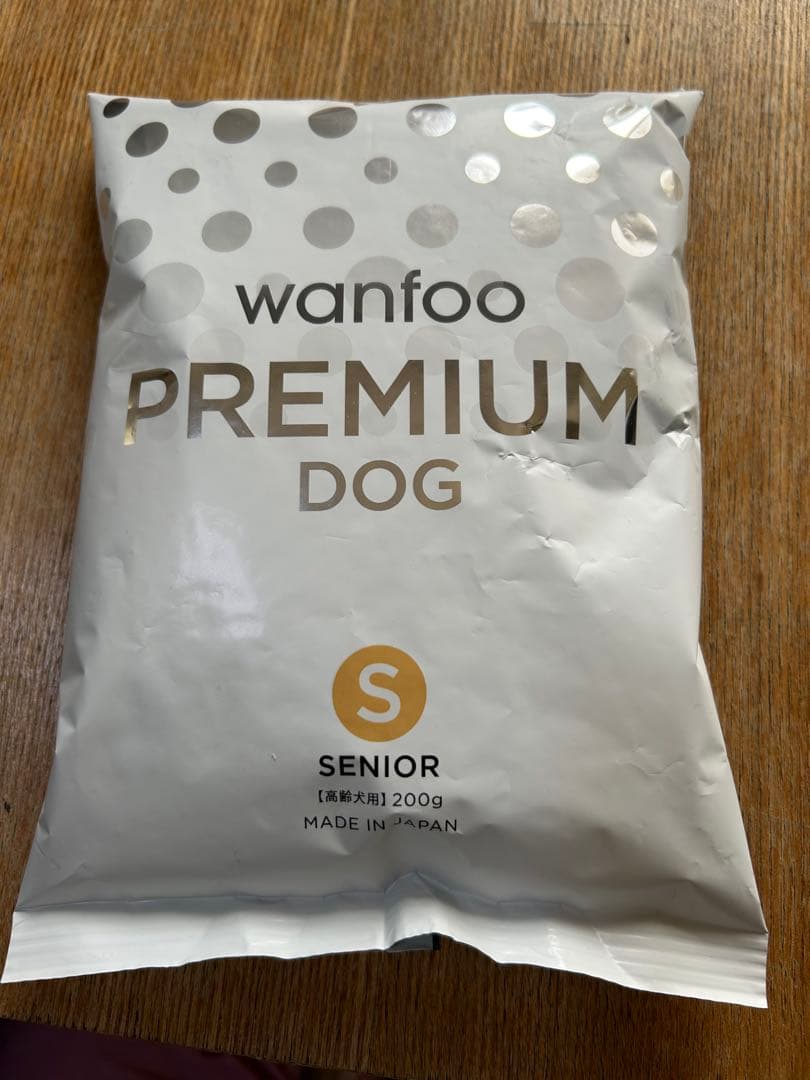 wanfoo
PREMIUM
DOG
S
SENIOR
【高齢犬用】200g
MADE IN JAPAN